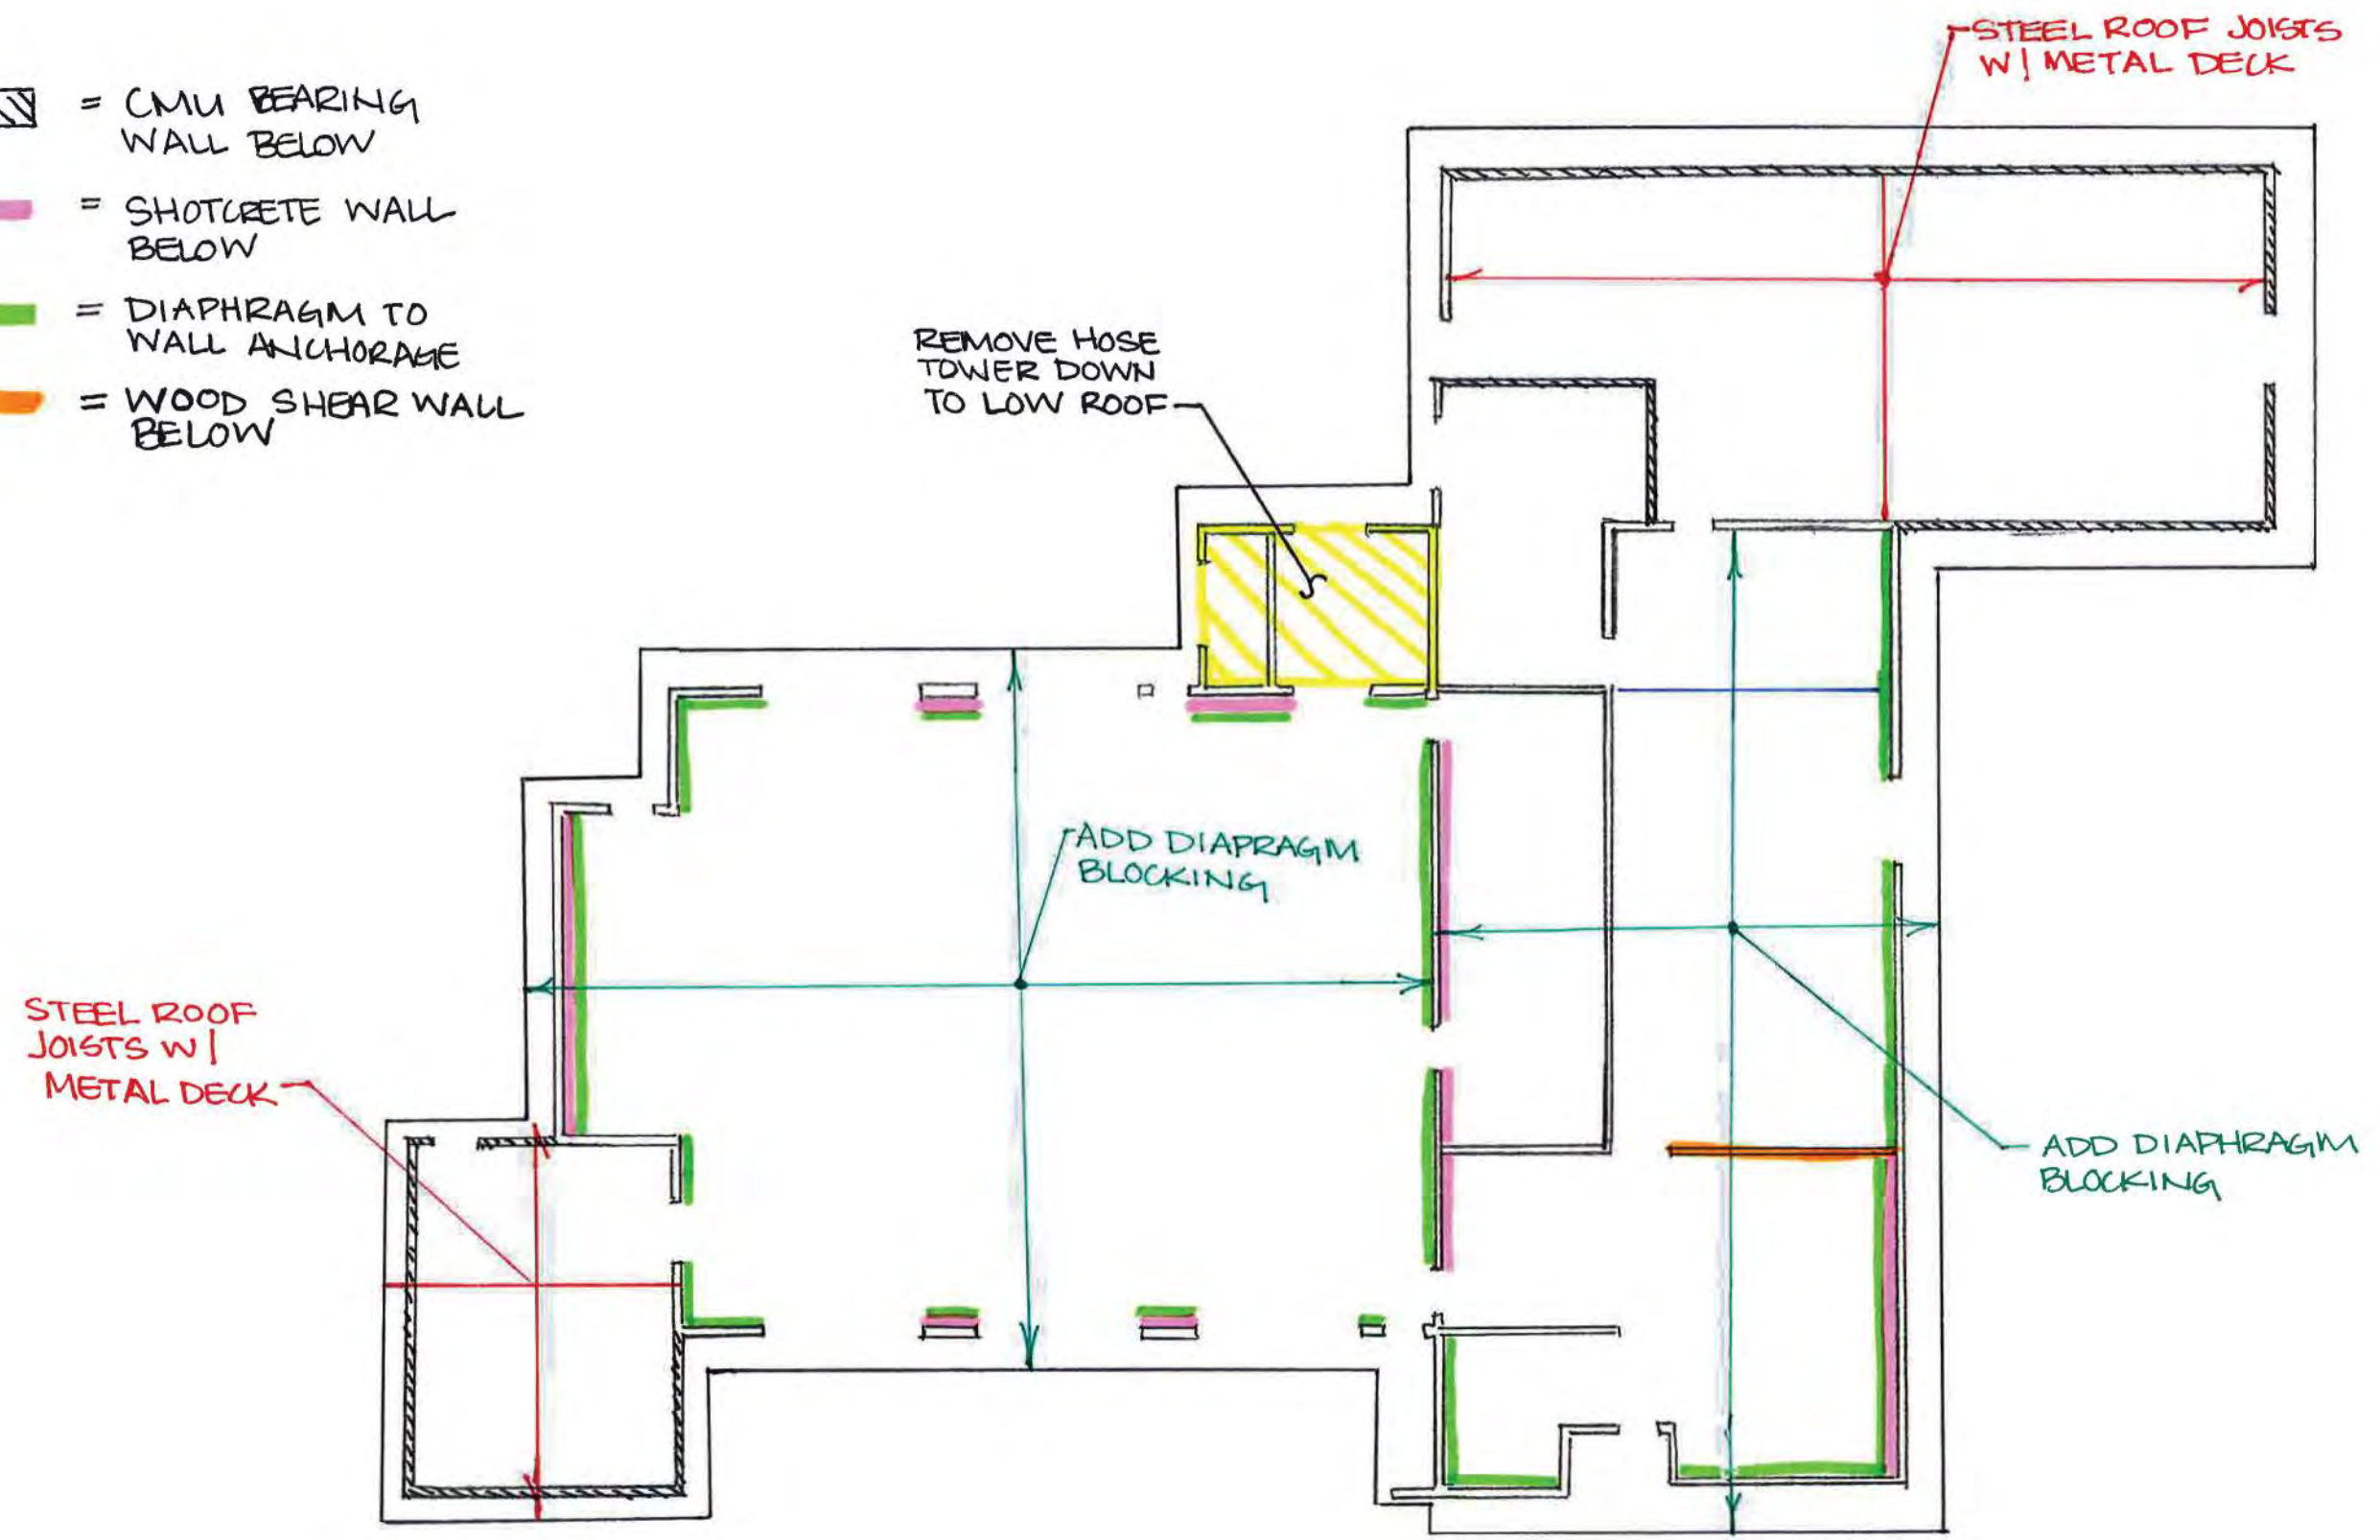 = CMU BEARING
WALL BELOW
= SHOTCRETE WALL
BELOW
= DIAPHRAGM TO
WALL ANCHORAGE
= WOOD SHEAR WALL
BELOW
STEEL ROOF JOISTS
W/ METAL DECK
REMOVE HOSE
TOWER DOWN
TO LOW ROOF
ADD DIAPRAGM
BLOCKING
STEEL ROOF
JOISTS W/
METAL DECK
ADD DIAPHRAGM
BLOCKING